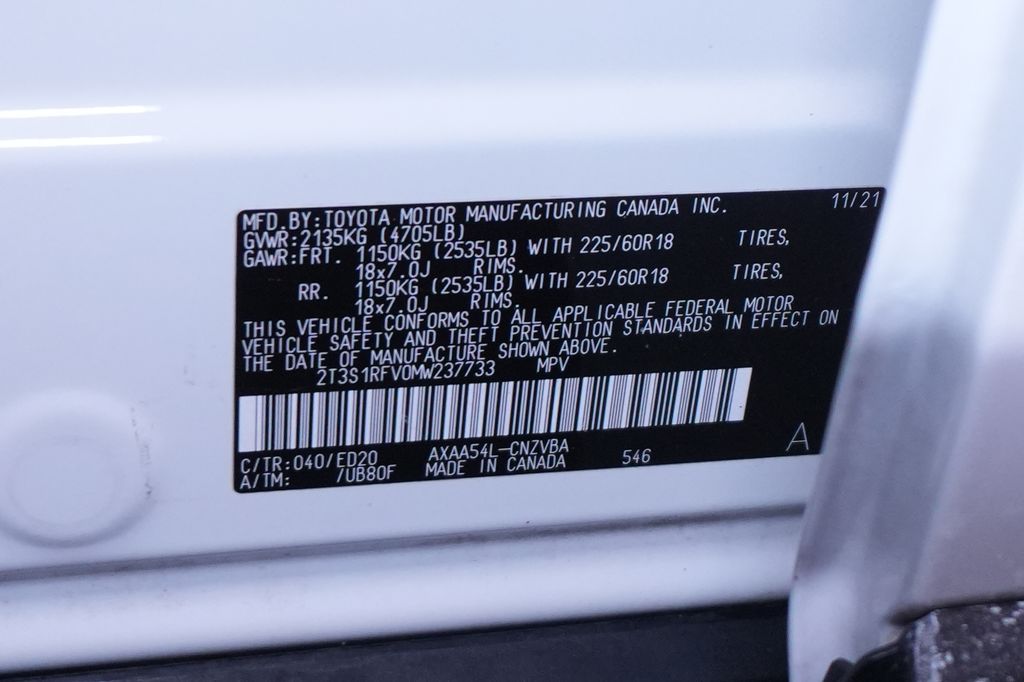 MFD.BY:TOYOTA MOTOR MANUFACTURING CANADA INC. 11/21
GVWR:2135KG (4705LB)
GAWR:FRT. 1150KG (2535LB) WITH 225/60R18 TIRES,
18x7.0J RIMS.
RR. 1150KG (2535LB) WITH 225/60R18 TIRES,
18x7.0J RIMS.
THIS VEHICLE CONFORMS TO ALL APPLICABLE FEDERAL MOTOR
VEHICLE SAFETY AND THEFT PREVENTION STANDARDS IN EFFECT ON
THE DATE OF MANUFACTURE SHOWN ABOVE.
2T3S1RFV0MW237733 MPV
C/TR:040/ED20 AXAA54L-CNZVBA 546 A
A/TM: /UB80F MADE IN CANADA